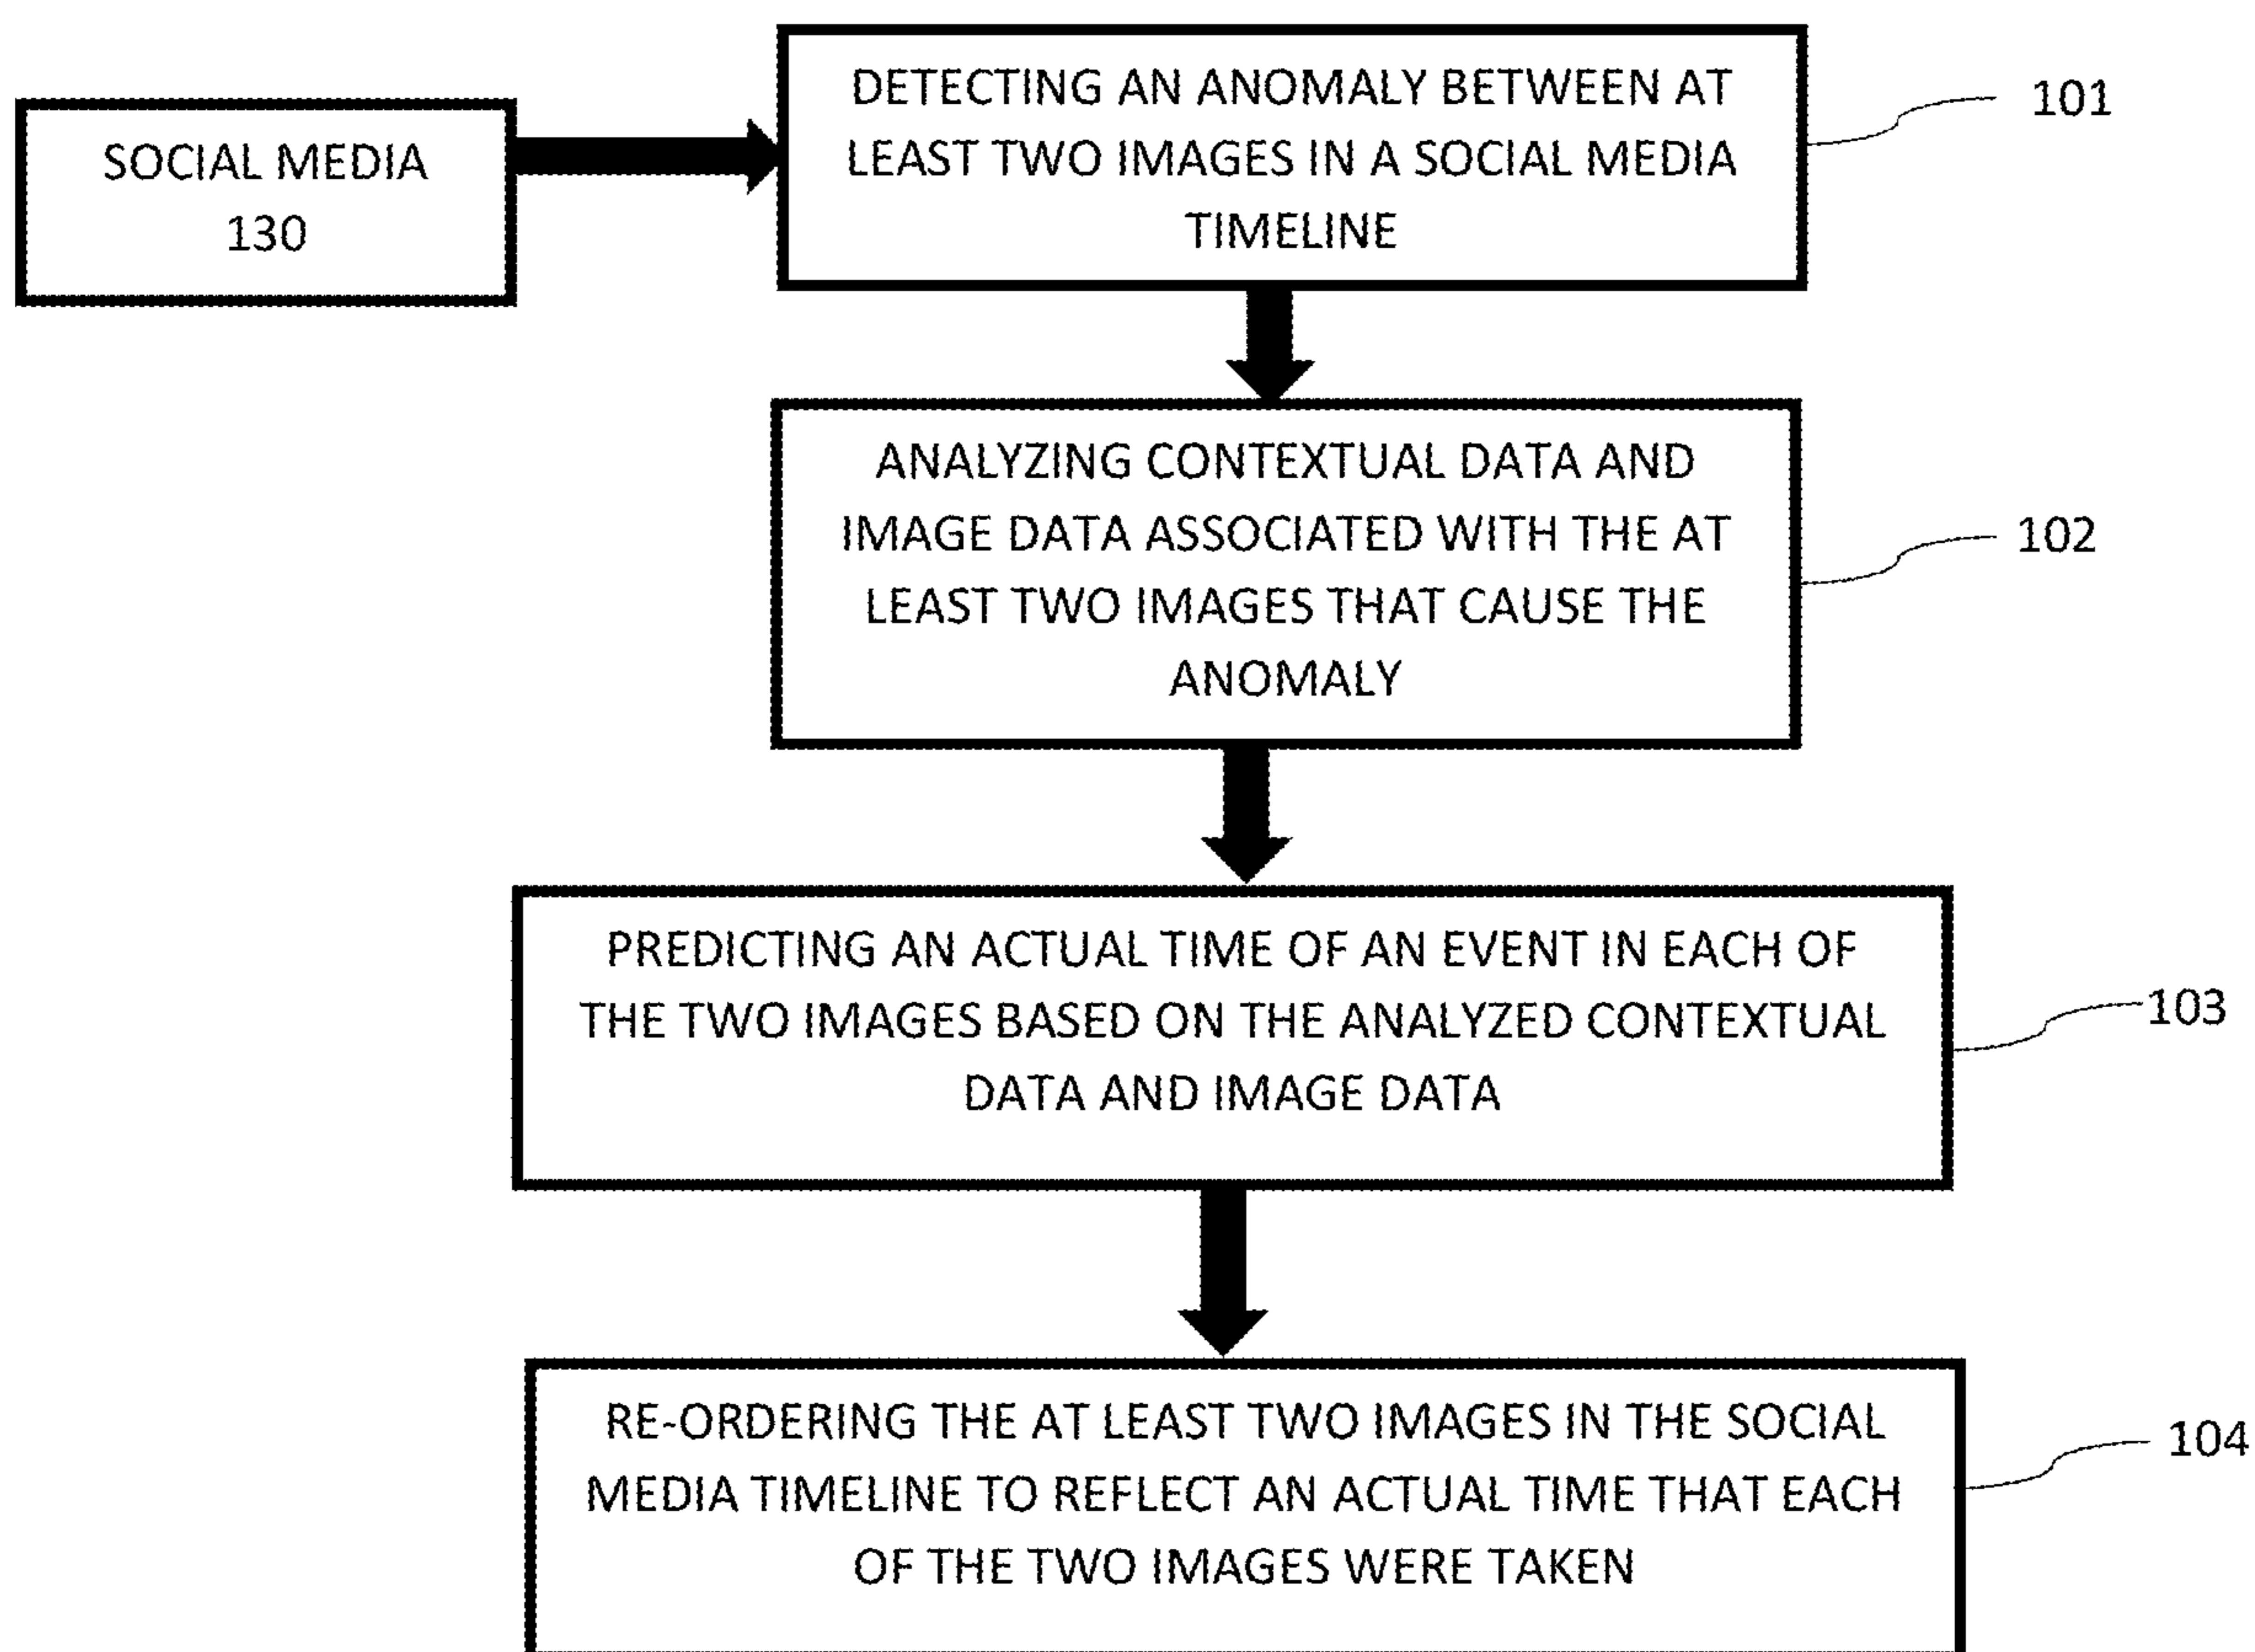 SOCIAL MEDIA
130
DETECTING AN ANOMALY BETWEEN AT
LEAST TWO IMAGES IN A SOCIAL MEDIA
TIMELINE
101
ANALYZING CONTEXTUAL DATA AND
IMAGE DATA ASSOCIATED WITH THE AT
LEAST TWO IMAGES THAT CAUSE THE
ANOMALY
102
PREDICTING AN ACTUAL TIME OF AN EVENT IN EACH OF
THE TWO IMAGES BASED ON THE ANALYZED CONTEXTUAL
DATA AND IMAGE DATA
103
RE-ORDERING THE AT LEAST TWO IMAGES IN THE SOCIAL
MEDIA TIMELINE TO REFLECT AN ACTUAL TIME THAT EACH
OF THE TWO IMAGES WERE TAKEN
104